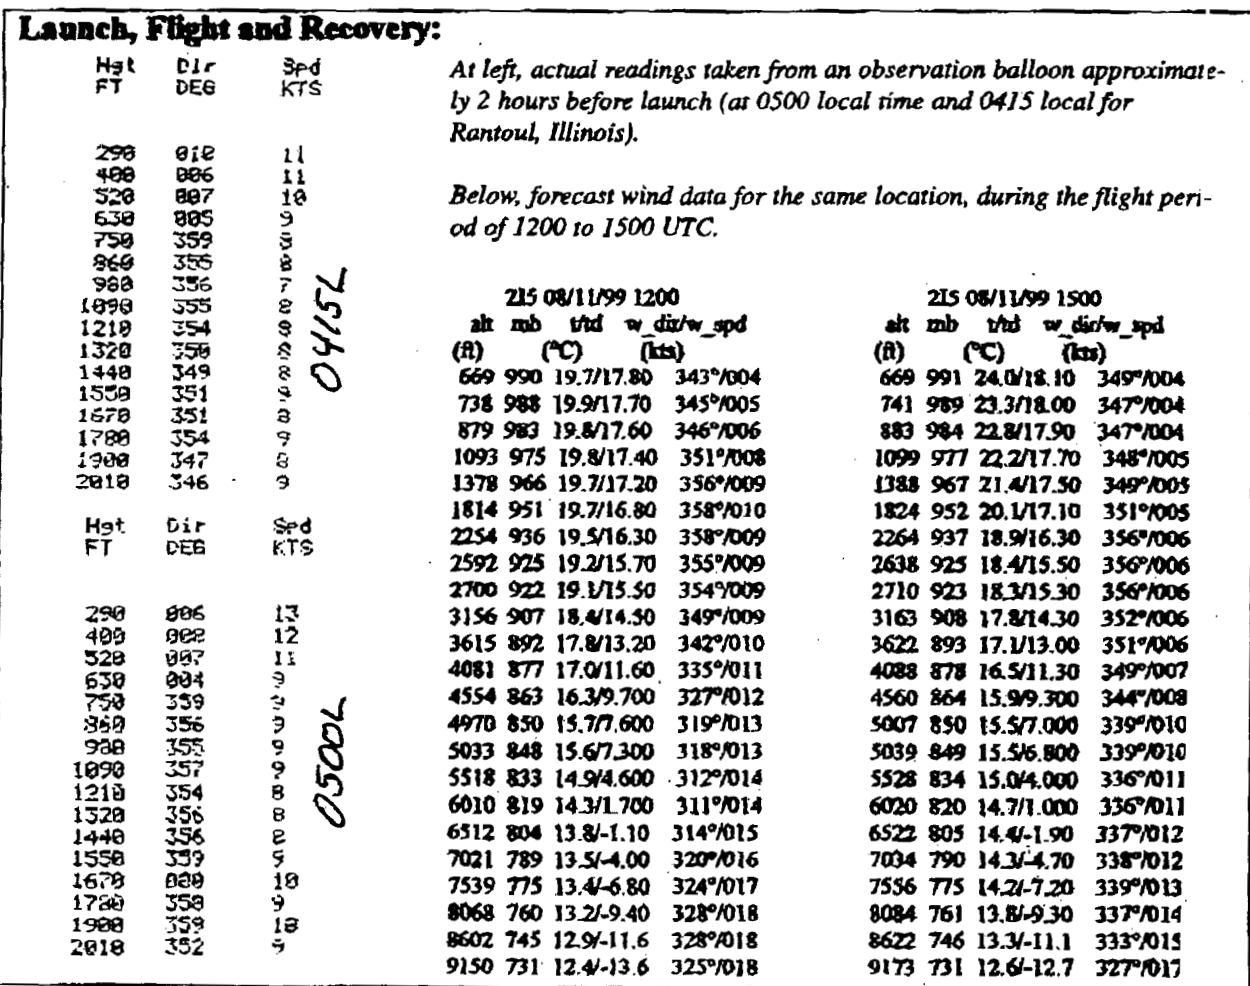 Launch, Flight and Recovery:
Hgt Dir Spd
FT DEG KTS
290 010 11
400 006 11
520 007 10
630 005 9
750 359 8
860 355 8
980 356 7
1090 355 8
1210 354 8
1320 350 8
1440 349 8
1550 351 9
1670 351 8
1780 354 9
1900 347 8
2010 346 9
0415L
Hgt Dir Spd
FT DEG KTS
290 006 13
400 002 12
520 007 11
630 004 9
750 359 9
860 356 9
980 355 9
1090 357 9
1210 354 8
1320 356 8
1440 356 8
1550 359 9
1670 000 10
1780 358 9
1900 359 10
2010 352 9
0500L
At left, actual readings taken from an observation balloon approximate-
ly 2 hours before launch (at 0500 local time and 0415 local for
Rantoul, Illinois).
Below, forecast wind data for the same location, during the flight peri-
od of 1200 to 1500 UTC.
2I5 08/11/99 1200
alt mb t/td w_dir/w_spd
(ft) (°C) (kts)
669 990 19.7/17.80 343°/004
738 988 19.9/17.70 345°/005
879 983 19.8/17.60 346°/006
1093 975 19.8/17.40 351°/008
1378 966 19.7/17.20 356°/009
1814 951 19.7/16.80 358°/010
2254 936 19.5/16.30 358°/009
2592 925 19.2/15.70 355°/009
2700 922 19.1/15.50 354°/009
3156 907 18.4/14.50 349°/009
3615 892 17.8/13.20 342°/010
4081 877 17.0/11.60 335°/011
4554 863 16.3/9.700 327°/012
4970 850 15.7/7.600 319°/013
5033 848 15.6/7.300 318°/013
5518 833 14.9/4.600 312°/014
6010 819 14.3/1.700 311°/014
6512 804 13.8/-1.10 314°/015
7021 789 13.5/-4.00 320°/016
7539 775 13.4/-6.80 324°/017
8068 760 13.2/-9.40 328°/018
8602 745 12.9/-11.6 328°/018
9150 731 12.4/-13.6 325°/018
2I5 08/11/99 1500
alt mb t/td w_dir/w_spd
(ft) (°C) (kts)
669 991 24.0/18.10 349°/004
741 989 23.3/18.00 347°/004
883 984 22.8/17.90 347°/004
1099 977 22.2/17.70 348°/005
1388 967 21.4/17.50 349°/005
1824 952 20.1/17.10 351°/005
2264 937 18.9/16.30 356°/006
2638 925 18.4/15.50 356°/006
2710 923 18.3/15.30 356°/006
3163 908 17.8/14.30 352°/006
3622 893 17.1/13.00 351°/006
4088 878 16.5/11.30 349°/007
4560 864 15.9/9.300 344°/008
5007 850 15.5/7.000 339°/010
5039 849 15.5/6.800 339°/010
5528 834 15.0/4.000 336°/011
6020 820 14.7/1.000 336°/011
6522 805 14.4/-1.90 337°/012
7034 790 14.3/-4.70 338°/012
7556 775 14.2/-7.20 339°/013
8084 761 13.8/-9.30 337°/014
8622 746 13.3/-11.1 333°/015
9173 731 12.6/-12.7 327°/017